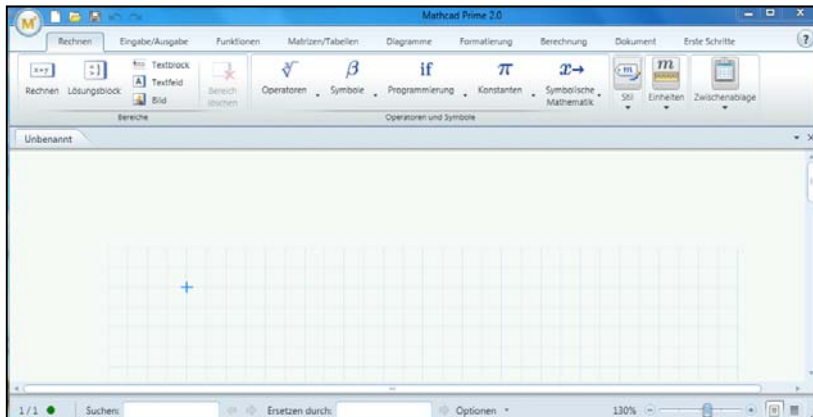 Mathcad Prime 2.0
Rechnen Eingabe/Ausgabe Funktionen Matrizen/Tabellen Diagramme Formatierung Berechnung Dokument Erste Schritte ?
M
x+y
Rechnen
Lösungsblock
Textblock
A Textfeld
Bild
Bereich
löschen
Bereiche
Operatoren
β
Symbole
if
Programmierung
π
Konstanten
x→
Symbolische
Mathematik
Operatoren und Symbole
m
Stil
m
Einheiten
Zwischenablage
Unbenannt
1 / 1 Suchen: Ersetzen durch: Optionen 130%